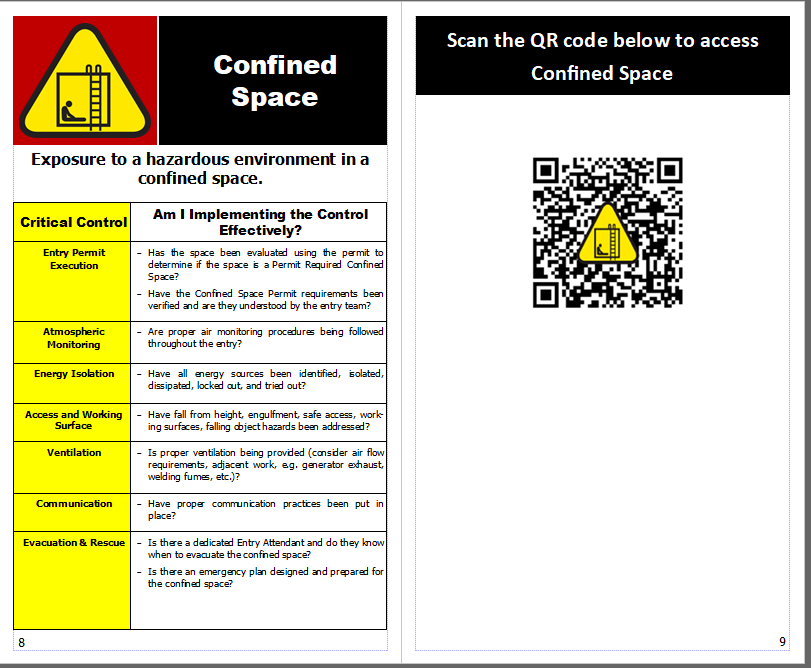 Confined
Space
Exposure to a hazardous environment in a
confined space.
Critical Control
Am I Implementing the Control
Effectively?
Entry Permit
Execution
– Has the space been evaluated using the permit to
determine if the space is a Permit Required Confined
Space?
– Have the Confined Space Permit requirements been
verified and are they understood by the entry team?
Atmospheric
Monitoring
– Are proper air monitoring procedures being followed
throughout the entry?
Energy Isolation
– Have all energy sources been identified, isolated,
dissipated, locked out, and tried out?
Access and Working
Surface
– Have fall from height, engulfment, safe access, work-
ing surfaces, falling object hazards been addressed?
Ventilation
– Is proper ventilation being provided (consider air flow
requirements, adjacent work, e.g. generator exhaust,
welding fumes, etc.)?
Communication
– Have proper communication practices been put in
place?
Evacuation & Rescue
– Is there a dedicated Entry Attendant and do they know
when to evacuate the confined space?
– Is there an emergency plan designed and prepared for
the confined space?
8
Scan the QR code below to access
Confined Space
9